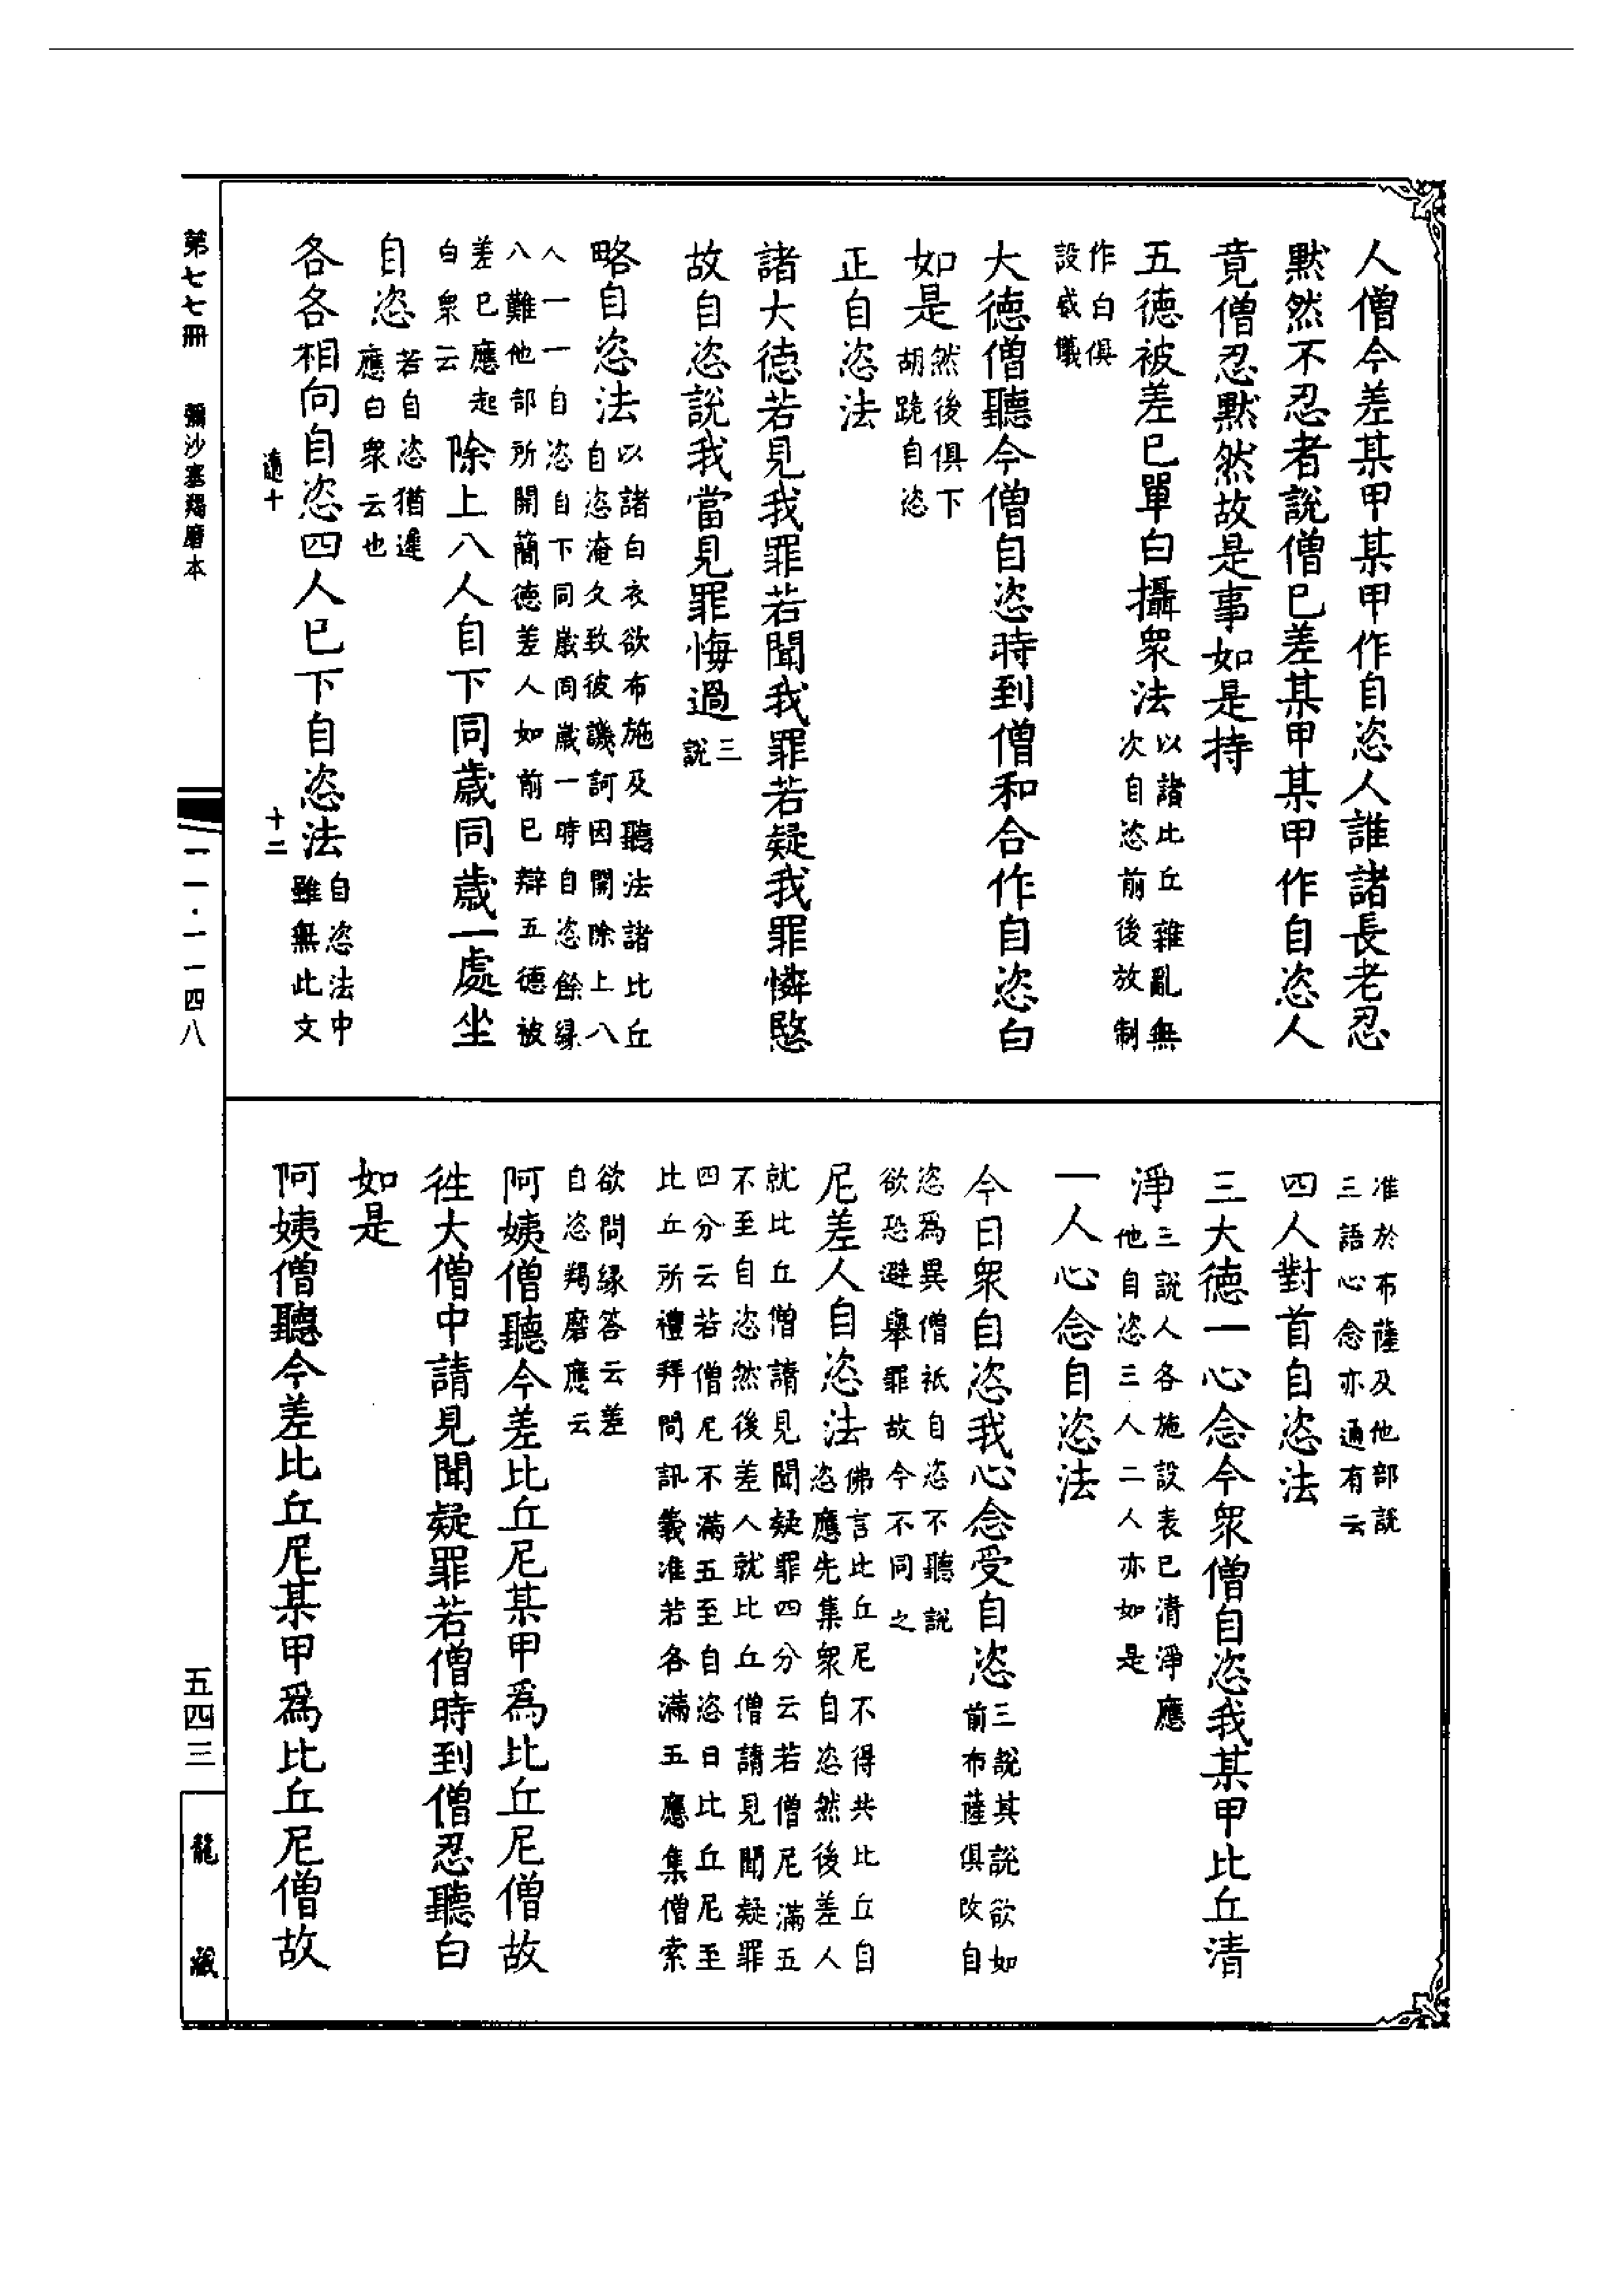 人僧今差某甲某甲作自恣人誰諸長老忍
默然不忍者說僧已差某甲某甲作自恣人
竟僧忍默然故是事如是持
五德被差已單白攝衆法以諸比丘雜亂無
次自恣前後放制
作白俱
設威儀
大德僧聽今僧自恣時到僧和合作自恣白
如是然後俱下
胡跪自恣
正自恣法
諸大德若見我罪若聞我罪若疑我罪憐愍
故自恣說我當見罪悔過三
說
略自恣法以諸白衣欲布施及聽法諸比丘
自恣淹久致彼譏訶因開除上八
人一一自恣自下同歲同歲一時自恣餘緣
八難他部所開簡德差人如前已辯五德被
差已應起
白衆云
除上八人自下同歲同歲一處坐
自恣若自恣猶遲
應白衆云也
各各相向自恣四人已下自恣法自恣法中
雖無此文
適十
十二
准於布薩及他部說
三語心念亦通有云
四人對首自恣法
三大德一心念今衆僧自恣我某甲比丘清
淨三說人各施設表已清淨應
他自恣三人二人亦如是
一人心念自恣法
今日衆自恣我心念受自恣三說其說欲如
前布薩俱改自
恣爲異僧祇自恣不聽說
欲恐避舉罪故今不同之
尼差人自恣法佛言比丘尼不得共比丘自
恣應先集衆自恣然後差人
就比丘僧請見聞疑罪四分云若僧尼滿五
不至自恣然後差人就比丘僧請見聞疑罪
四分云若僧尼不滿五至自恣日比丘尼至
比丘所禮拜問訊義准若各滿五應集僧索
欲問緣答云差
自恣羯磨應云
阿姨僧聽今差比丘尼某甲爲比丘尼僧故
往大僧中請見聞疑罪若僧時到僧忍聽白
如是
阿姨僧聽今差比丘尼某甲爲比丘尼僧故
第七七冊 彌沙塞羯磨本
一一·一一四八
五四三
龍藏